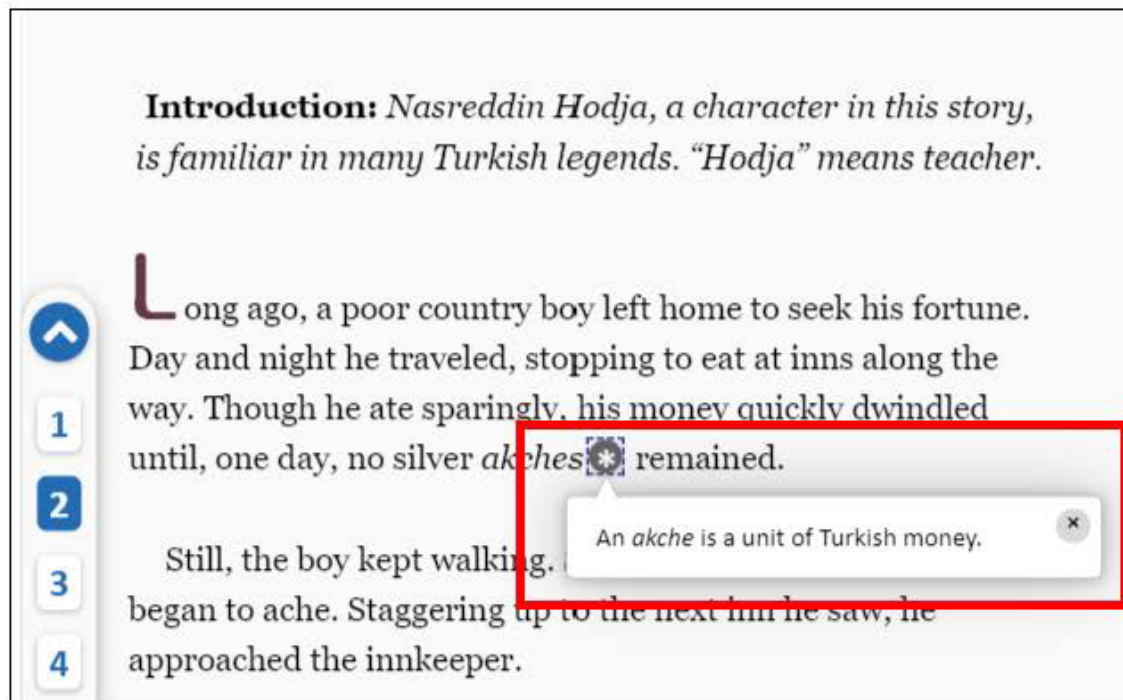 Introduction: Nasreddin Hodja, a character in this story,
is familiar in many Turkish legends. “Hodja” means teacher.
Long ago, a poor country boy left home to seek his fortune.
Day and night he traveled, stopping to eat at inns along the
way. Though he ate sparingly, his money quickly dwindled
until, one day, no silver akches* remained.
An akche is a unit of Turkish money.
×
Still, the boy kept walking.
began to ache. Staggering up to the next inn he saw, he
approached the innkeeper.
1
2
3
4